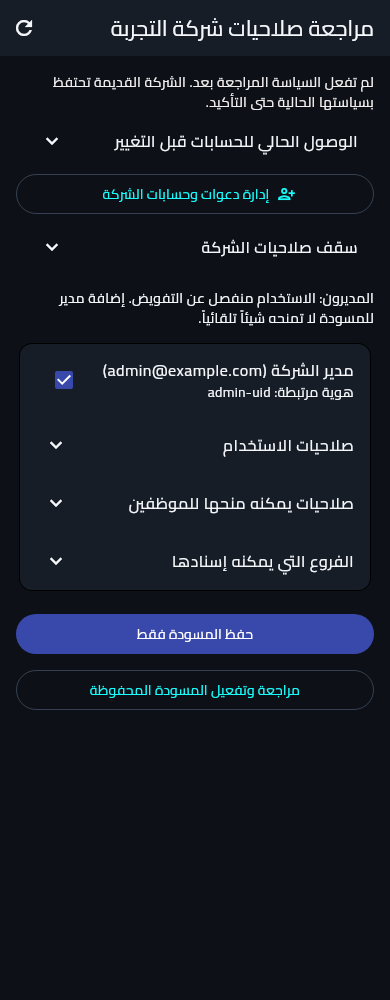 مراجعة صلاحيات شركة التجربة
لم تفعل السياسة المراجعة بعد. الشركة القديمة تحتفظ
بسياستها الحالية حتى التأكيد.
الوصول الحالي للحسابات قبل التغيير
إدارة دعوات وحسابات الشركة
سقف صلاحيات الشركة
المديرون: الاستخدام منفصل عن التفويض. إضافة مدير
للمسودة لا تمنحه شيئاً تلقائياً.
مدير الشركة (admin@example.com)
هوية مرتبطة: admin-uid
صلاحيات الاستخدام
صلاحيات يمكنه منحها للموظفين
الفروع التي يمكنه إسنادها
حفظ المسودة فقط
مراجعة وتفعيل المسودة المحفوظة